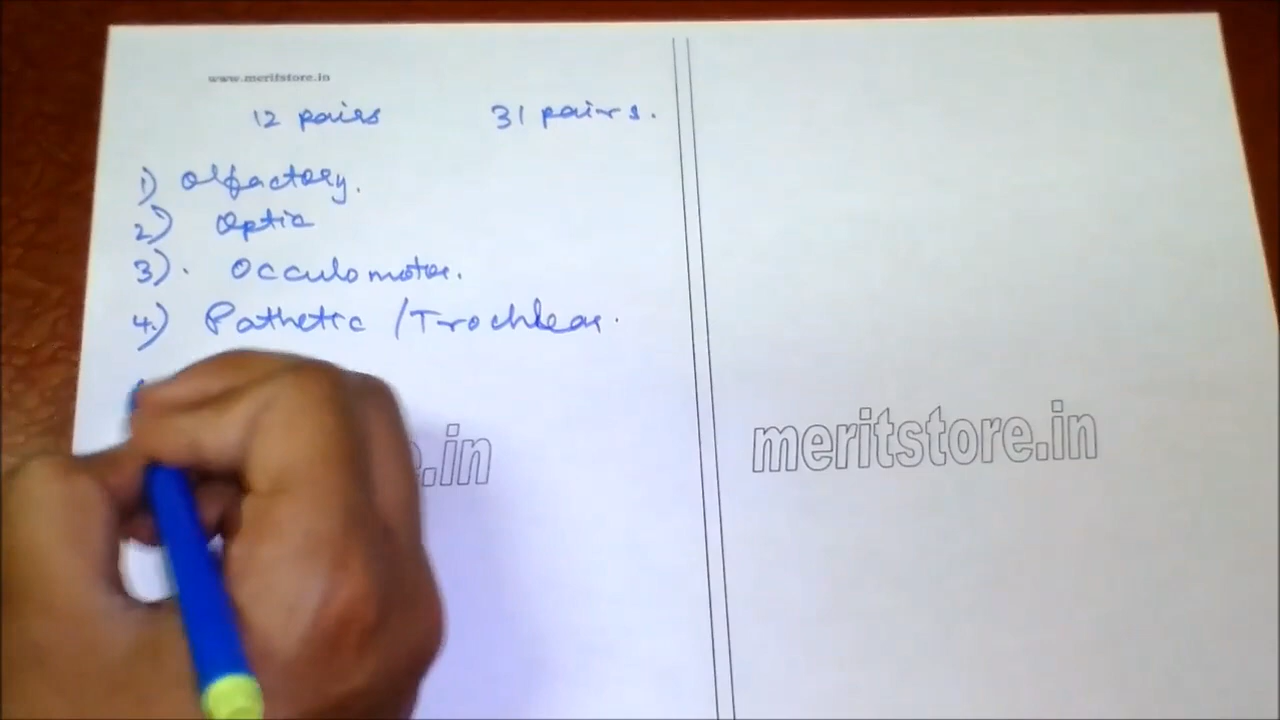 www.meritstore.in
12 pairs 31 pairs.
1) Olfactory.
2) Optic
3). Occulomotor.
4.) Pathetic / Trochlear.
e.in
meritstore.in